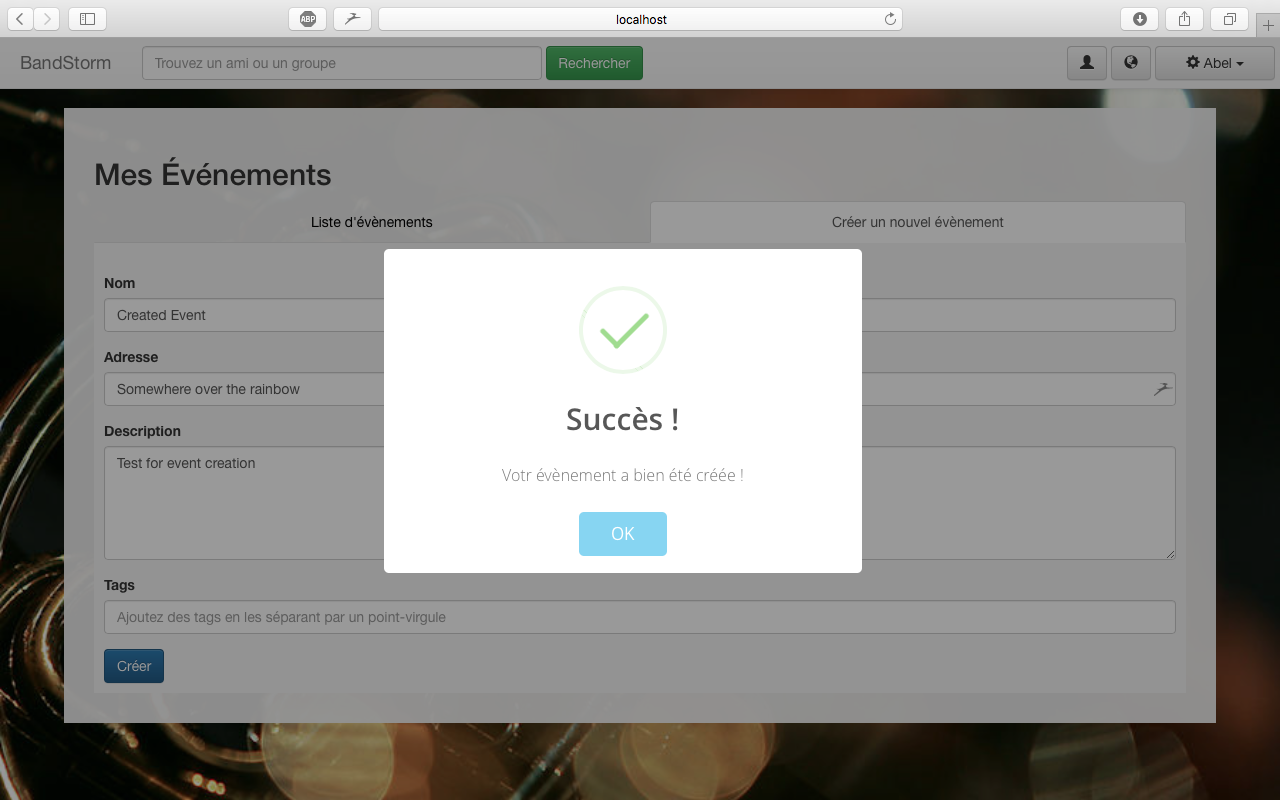 ABP
localhost
BandStorm
Trouvez un ami ou un groupe
Rechercher
Abel
Mes Événements
Liste d'évènements
Créer un nouvel évènement
Nom
Created Event
Adresse
Somewhere over the rainbow
Description
Test for event creation
Succès !
Votr évènement a bien été créée !
OK
Tags
Ajoutez des tags en les séparant par un point-virgule
Créer